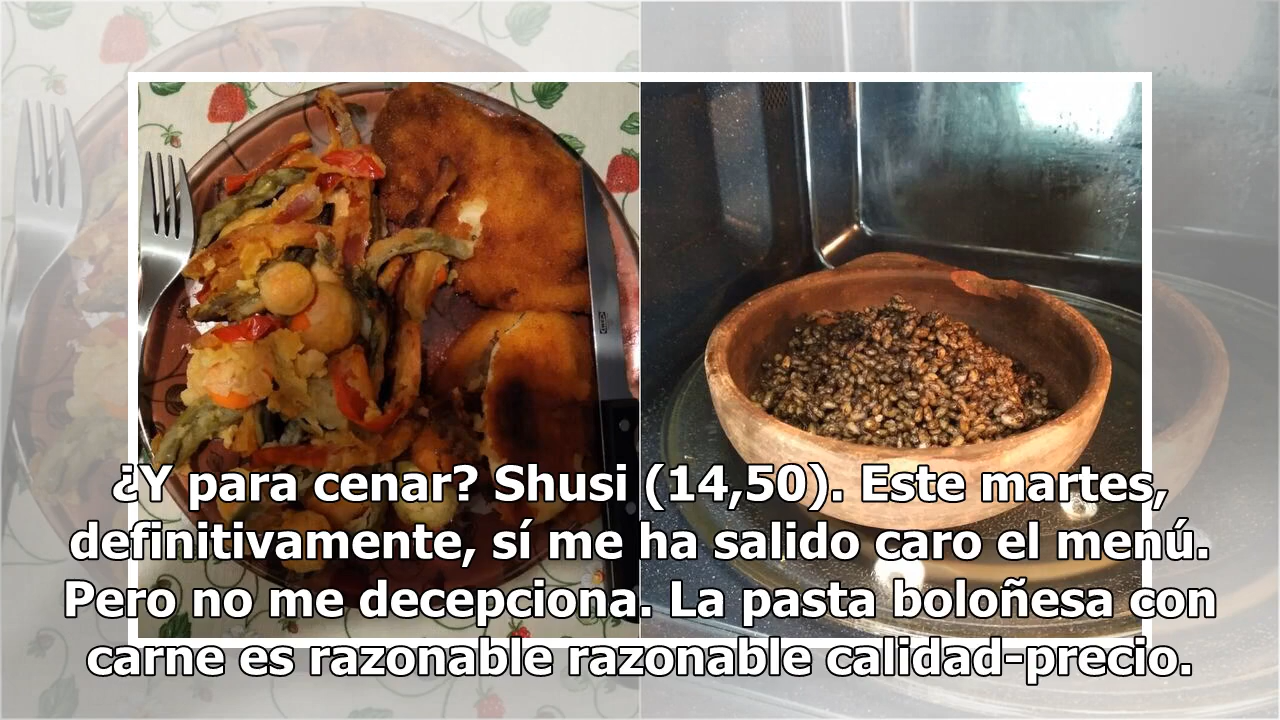 ¿Y para cenar? Shusi (14,50). Este martes,
definitivamente, sí me ha salido caro el menú.
Pero no me decepciona. La pasta boloñesa con
carne es razonable razonable calidad-precio.